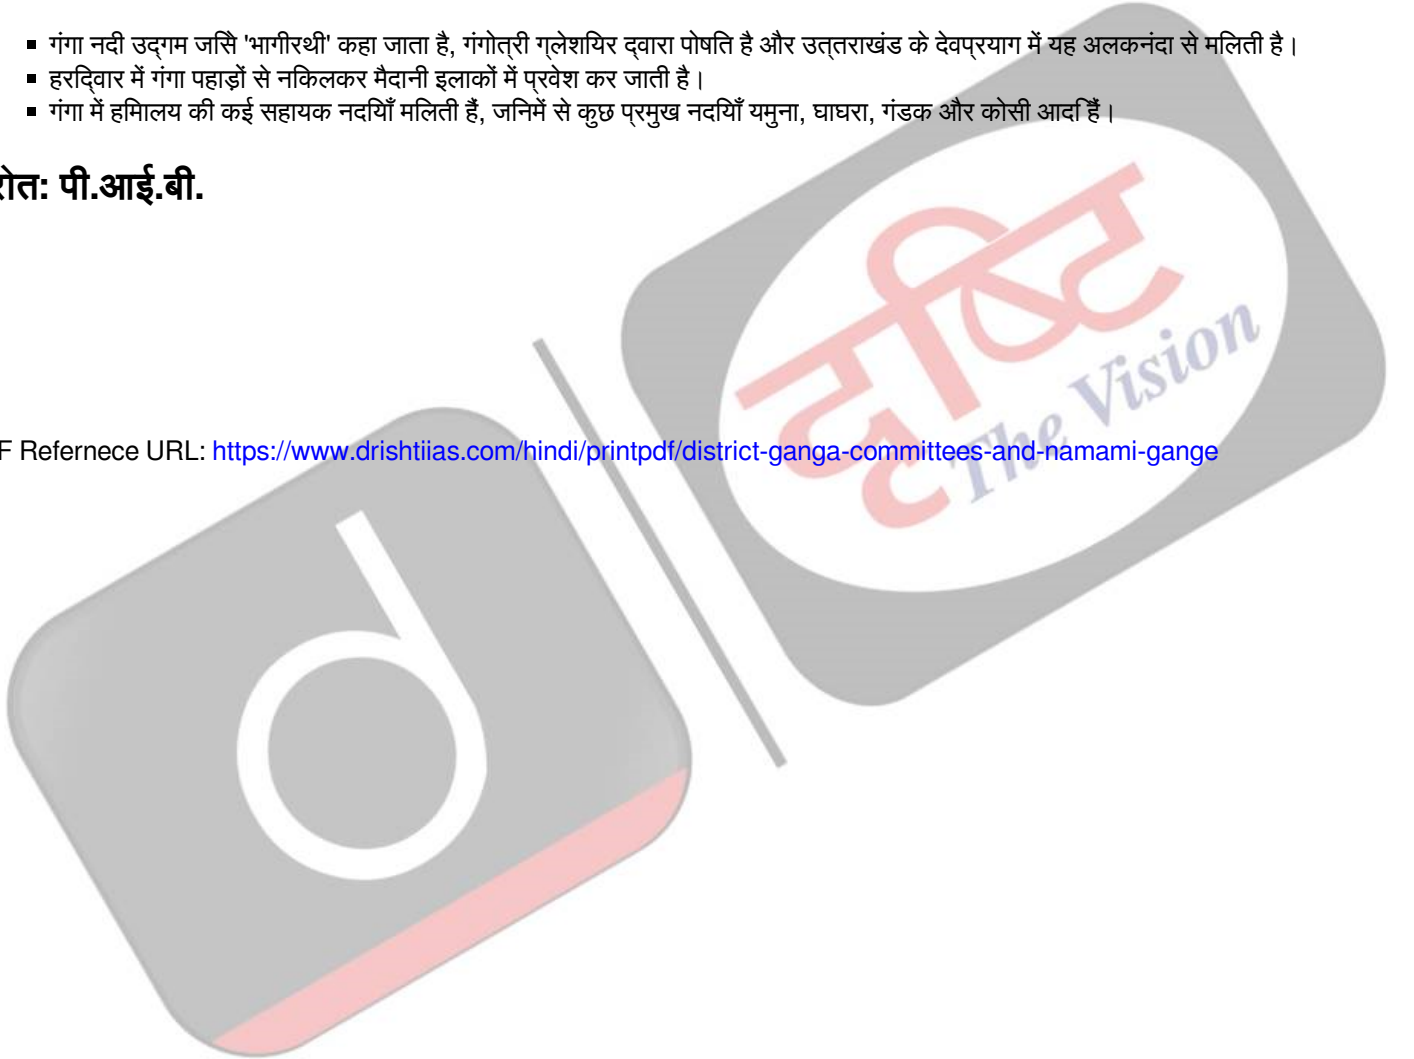 गंगा नदी उद्गम जिसे 'भागीरथी' कहा जाता है, गंगोत्री ग्लेशियर द्वारा पोषित है और उत्तराखंड के देवप्रयाग में यह अलकनंदा से मिलती है।
हरिद्वार में गंगा पहाड़ों से निकलकर मैदानी इलाकों में प्रवेश कर जाती है।
गंगा में हिमालय की कई सहायक नदियाँ मिलती हैं, जिनमें से कुछ प्रमुख नदियाँ यमुना, घाघरा, गंडक और कोसी आदि हैं।
रोत: पी.आई.बी.
दृष्टि
The Vision
F Refernece URL: https://www.drishtiias.com/hindi/printpdf/district-ganga-committees-and-namami-gange
d